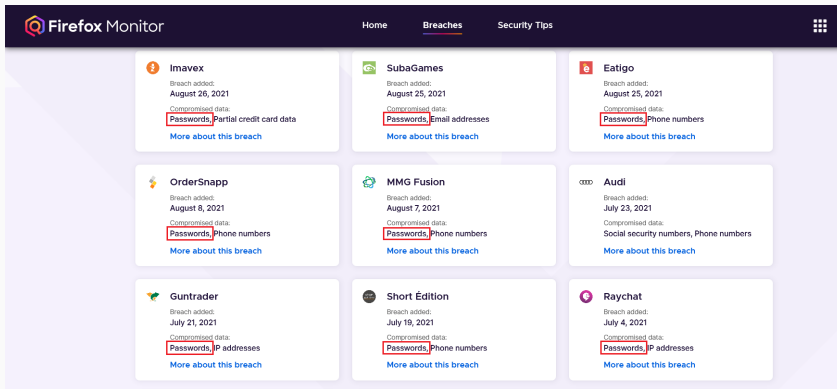 Firefox Monitor
Home Breaches Security Tips
Imavex
Breach added:
August 26, 2021
Compromised data:
Passwords, Partial credit card data
More about this breach
SubaGames
Breach added:
August 25, 2021
Compromised data:
Passwords, Email addresses
More about this breach
Eatigo
Breach added:
August 25, 2021
Compromised data:
Passwords, Phone numbers
More about this breach
OrderSnapp
Breach added:
August 8, 2021
Compromised data:
Passwords, Phone numbers
More about this breach
MMG Fusion
Breach added:
August 7, 2021
Compromised data:
Passwords, Phone numbers
More about this breach
Audi
Breach added:
July 23, 2021
Compromised data:
Social security numbers, Phone numbers
More about this breach
Guntrader
Breach added:
July 21, 2021
Compromised data:
Passwords, IP addresses
More about this breach
Short Édition
Breach added:
July 19, 2021
Compromised data:
Passwords, Phone numbers
More about this breach
Raychat
Breach added:
July 4, 2021
Compromised data:
Passwords, IP addresses
More about this breach